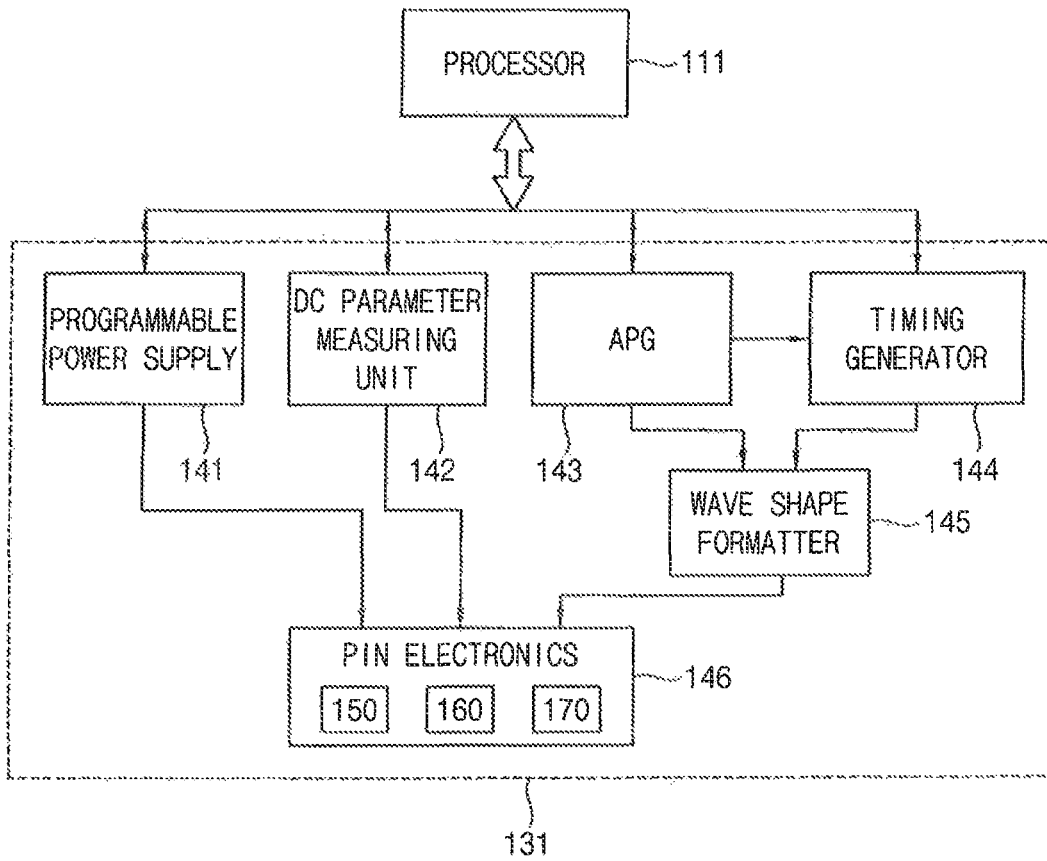 PROCESSOR
111
PROGRAMMABLE
POWER SUPPLY
141
DC PARAMETER
MEASURING
UNIT
142
APG
143
TIMING
GENERATOR
144
WAVE SHAPE
FORMATTER
145
PIN ELECTRONICS
150 160 170
146
131